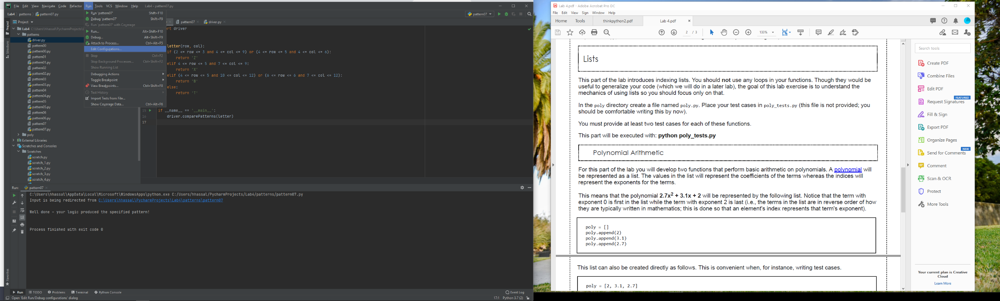 File Edit View Navigate Code Refactor Run Tools VCS Window Help Lab4 - pattern07.py
Lab4 patterns pattern07.py
pattern07
Project
Lab4 C:\Users\hhassal\PycharmProjects\L
patterns
driver.py
pattern00
pattern00.py
pattern01
pattern01.py
pattern02
pattern02.py
pattern03
pattern03.py
pattern04
pattern04.py
pattern05
pattern05.py
pattern06
pattern06.py
pattern07
pattern07.py
poly
External Libraries
Scratches and Consoles
Scratches
scratch.py
scratch_1.py
scratch_2.py
scratch_3.py
scratch_4.py
Project
Structure
Favorites
Run 'pattern07' Shift+F10
Debug 'pattern07' Shift+F9
Run 'pattern07' with Coverage
Run... Alt+Shift+F10
Debug... Alt+Shift+F9
Attach to Process... Ctrl+Alt+F5
Edit Configurations...
Stop Ctrl+F2
Stop Background Processes... Ctrl+Shift+F2
Show Running List
Debugging Actions
Toggle Breakpoint
View Breakpoints... Ctrl+Shift+F8
Test History
Import Tests from File...
Show Coverage Data... Ctrl+Alt+F6
pattern07 driver.py
rt driver
letter(row, col):
if (2 <= row <= 3 and 4 <= col <= 9) or (4 <= row <= 5 and 4 <= col <= 6):
return 'Z'
elif 4 <= row <= 5 and 7 <= col <= 9:
return 'X'
elif (4 <= row <= 5 and 10 <= col <= 12) or (6 <= row <= 6 and 7 <= col <= 12):
return 'B'
else:
return 'T'
15 if __name__ == '__main__':
16 driver.comparePatterns(letter)
17
Run: pattern07
C:\Users\hhassal\AppData\Local\Microsoft\WindowsApps\python.exe C:/Users/hhassal/PycharmProjects/Lab4/patterns/pattern07.py
Input is being redirected from C:\Users\hhassal\PycharmProjects\Lab4\patterns\pattern07
Well done - your logic produced the specified pattern!
Process finished with exit code 0
Run TODO Problems Terminal Python Console Event Log
Open 'Edit Run/Debug configurations' dialog 17:1 Python 3.7 (2)
Lab 4.pdf - Adobe Acrobat Pro DC
File Edit View Sign Window Help
Home Tools thinkpython2.pdf Lab 4.pdf ×
2 / 3 133%
Lists
This part of the lab introduces indexing lists. You should not use any loops in your functions. Though they would be
useful to generalize your code (which we will do in a later lab), the goal of this lab exercise is to understand the
mechanics of using lists so you should focus only on that.
In the poly directory create a file named poly.py. Place your test cases in poly_tests.py (this file is not provided; you
should be comfortable writing this by now).
You must provide at least two test cases for each of these functions.
This part will be executed with: python poly_tests.py
Polynomial Arithmetic
For this part of the lab you will develop two functions that perform basic arithmetic on polynomials. A polynomial will
be represented as a list. The values in the list will represent the coefficients of the terms whereas the indices will
represent the exponents for the terms.
This means that the polynomial 2.7x² + 3.1x + 2 will be represented by the following list. Notice that the term with
exponent 0 is first in the list while the term with exponent 2 is last (i.e., the terms in the list are in reverse order of how
they are typically written in mathematics; this is done so that an element's index represents that term's exponent).
poly = []
poly.append(2)
poly.append(3.1)
poly.append(2.7)
This list can also be created directly as follows. This is convenient when, for instance, writing test cases.
poly = [2, 3.1, 2.7]
Search tools
Create PDF
Combine Files
Edit PDF
FEATURED
Request Signatures
Fill & Sign
Export PDF
Organize Pages
NEW
Send for Comments
Comment
Scan & OCR
Protect
More Tools
Your current plan is Creative
Cloud
Learn More